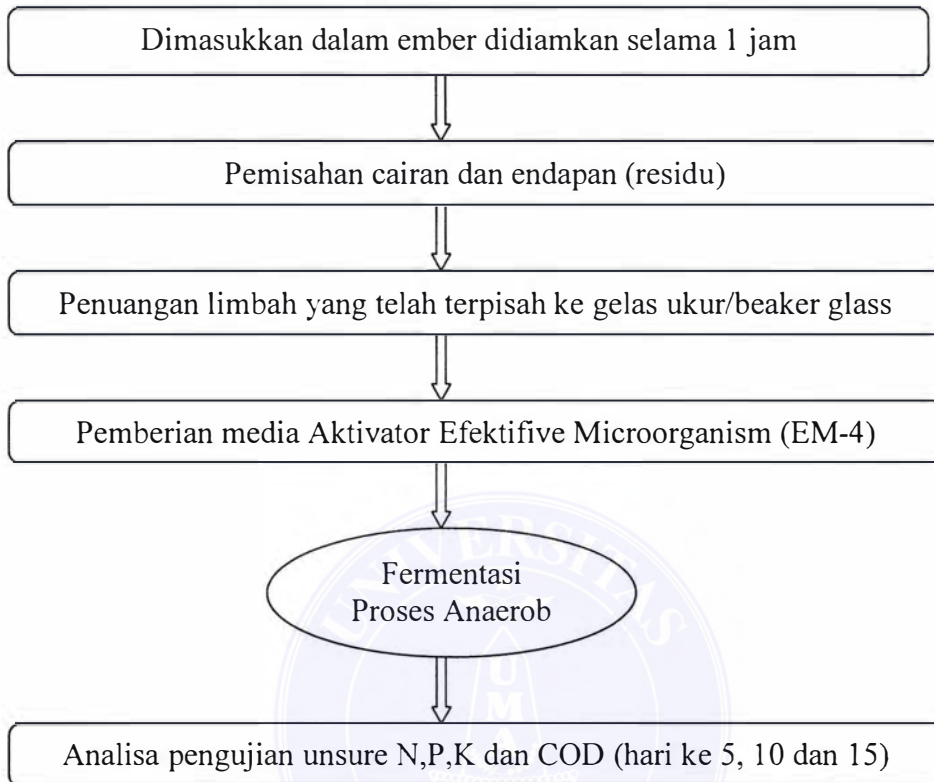 Dimasukkan dalam ember didiamkan selama 1 jam
Pemisahan cairan dan endapan (residu)
Penuangan limbah yang telah terpisah ke gelas ukur/beaker glass
Pemberian media Aktivator Efektifive Microorganism (EM-4)
UNIVERSITAS
Fermentasi
Proses Anaerob
UMA
Analisa pengujian unsure N,P,K dan COD (hari ke 5, 10 dan 15)